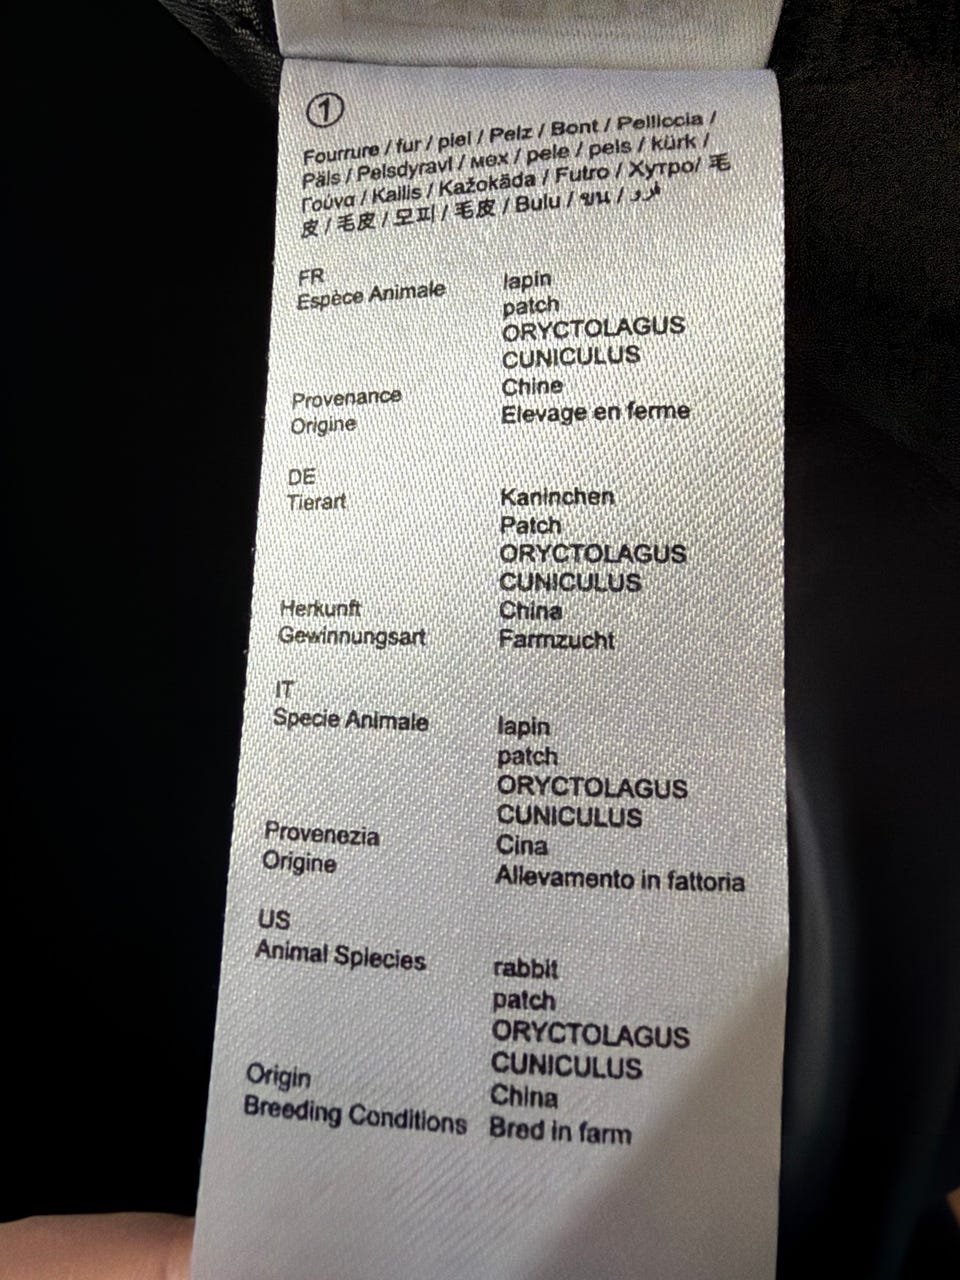 ①
Fourrure / fur / piel / Pelz / Bont / Pelliccia /
Päls / Pelsdyravl / мех / pele / pels / kürk /
Γούνα / Kailis / Kažokāda / Futro / Хутро/ 毛
皮 / 毛皮 / 모피 / 毛皮 / Bulu / ขน / فرو
FR
Espèce Animale lapin
patch
ORYCTOLAGUS
CUNICULUS
Provenance Chine
Origine Elevage en ferme
DE
Tierart Kaninchen
Patch
ORYCTOLAGUS
CUNICULUS
Herkunft China
Gewinnungsart Farmzucht
IT
Specie Animale lapin
patch
ORYCTOLAGUS
CUNICULUS
Provenezia Cina
Origine Allevamento in fattoria
US
Animal Splecies rabbit
patch
ORYCTOLAGUS
CUNICULUS
Origin China
Breeding Conditions Bred in farm